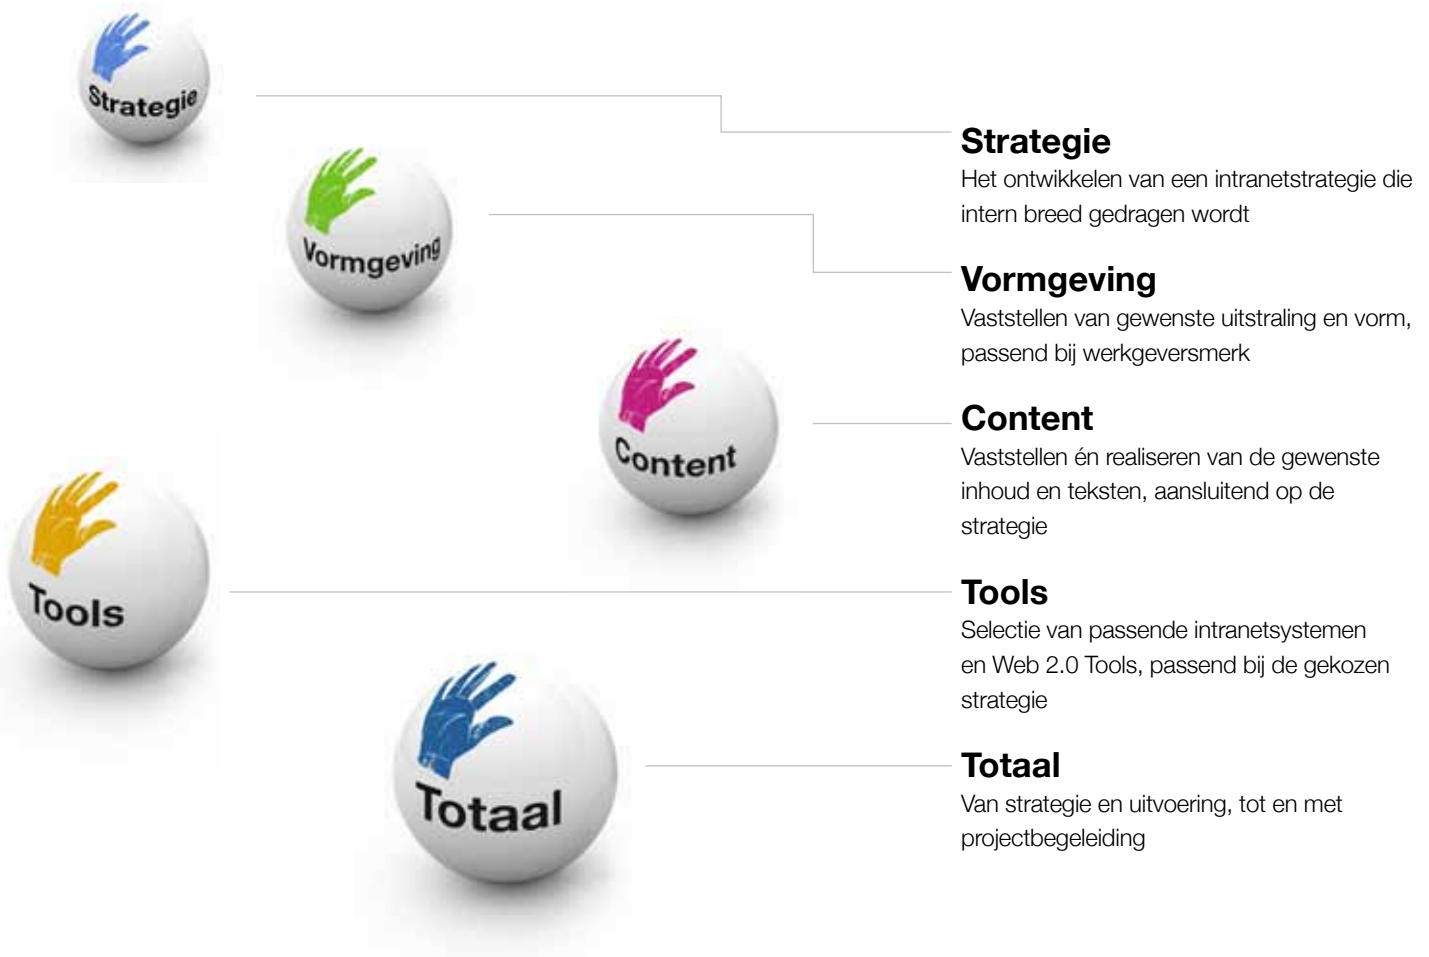 Strategie
Vormgeving
Content
Tools
Totaal
Strategie
Het ontwikkelen van een intranetstrategie die
intern breed gedragen wordt
Vormgeving
Vaststellen van gewenste uitstraling en vorm,
passend bij werkgeversmerk
Content
Vaststellen én realiseren van de gewenste
inhoud en teksten, aansluitend op de
strategie
Tools
Selectie van passende intranetsystemen
en Web 2.0 Tools, passend bij de gekozen
strategie
Totaal
Van strategie en uitvoering, tot en met
projectbegeleiding